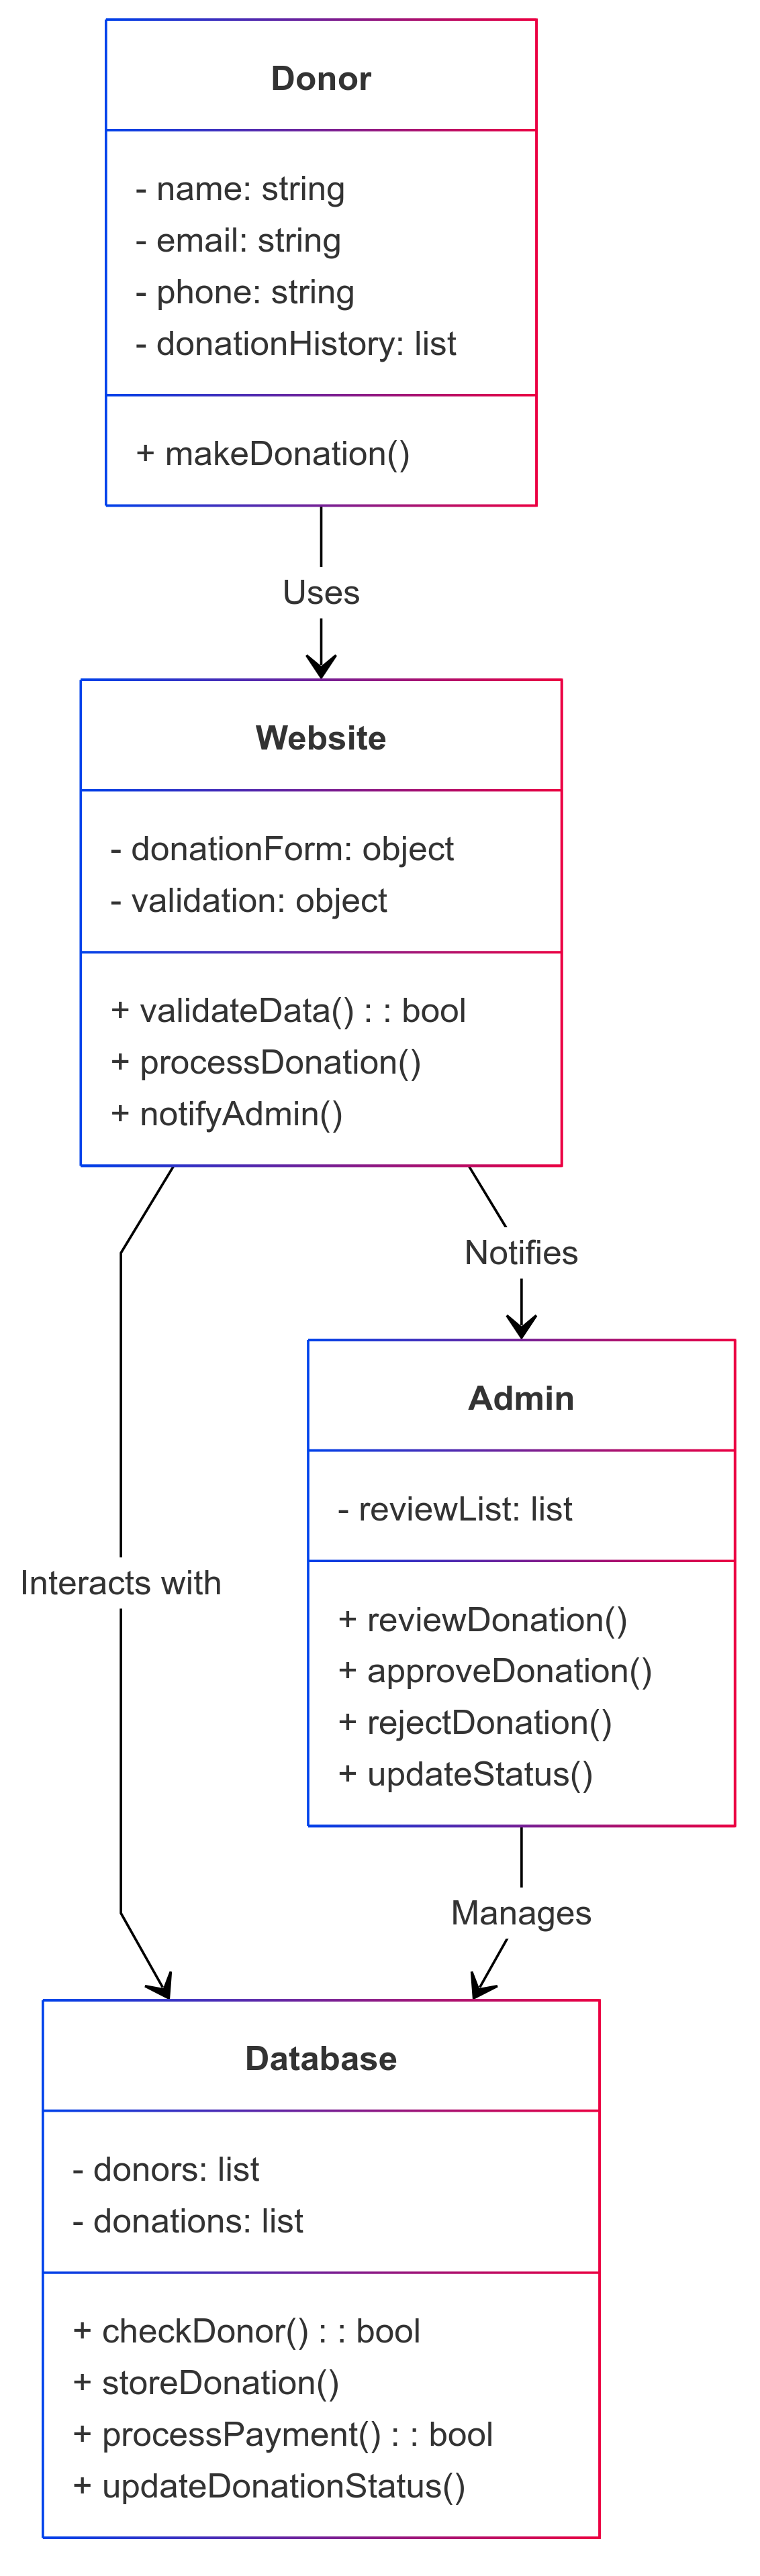 Donor
- name: string
- email: string
- phone: string
- donationHistory: list
+ makeDonation()
Uses
Website
- donationForm: object
- validation: object
+ validateData() : : bool
+ processDonation()
+ notifyAdmin()
Notifies
Admin
- reviewList: list
Interacts with
+ reviewDonation()
+ approveDonation()
+ rejectDonation()
+ updateStatus()
Manages
Database
- donors: list
- donations: list
+ checkDonor() : : bool
+ storeDonation()
+ processPayment() : : bool
+ updateDonationStatus()